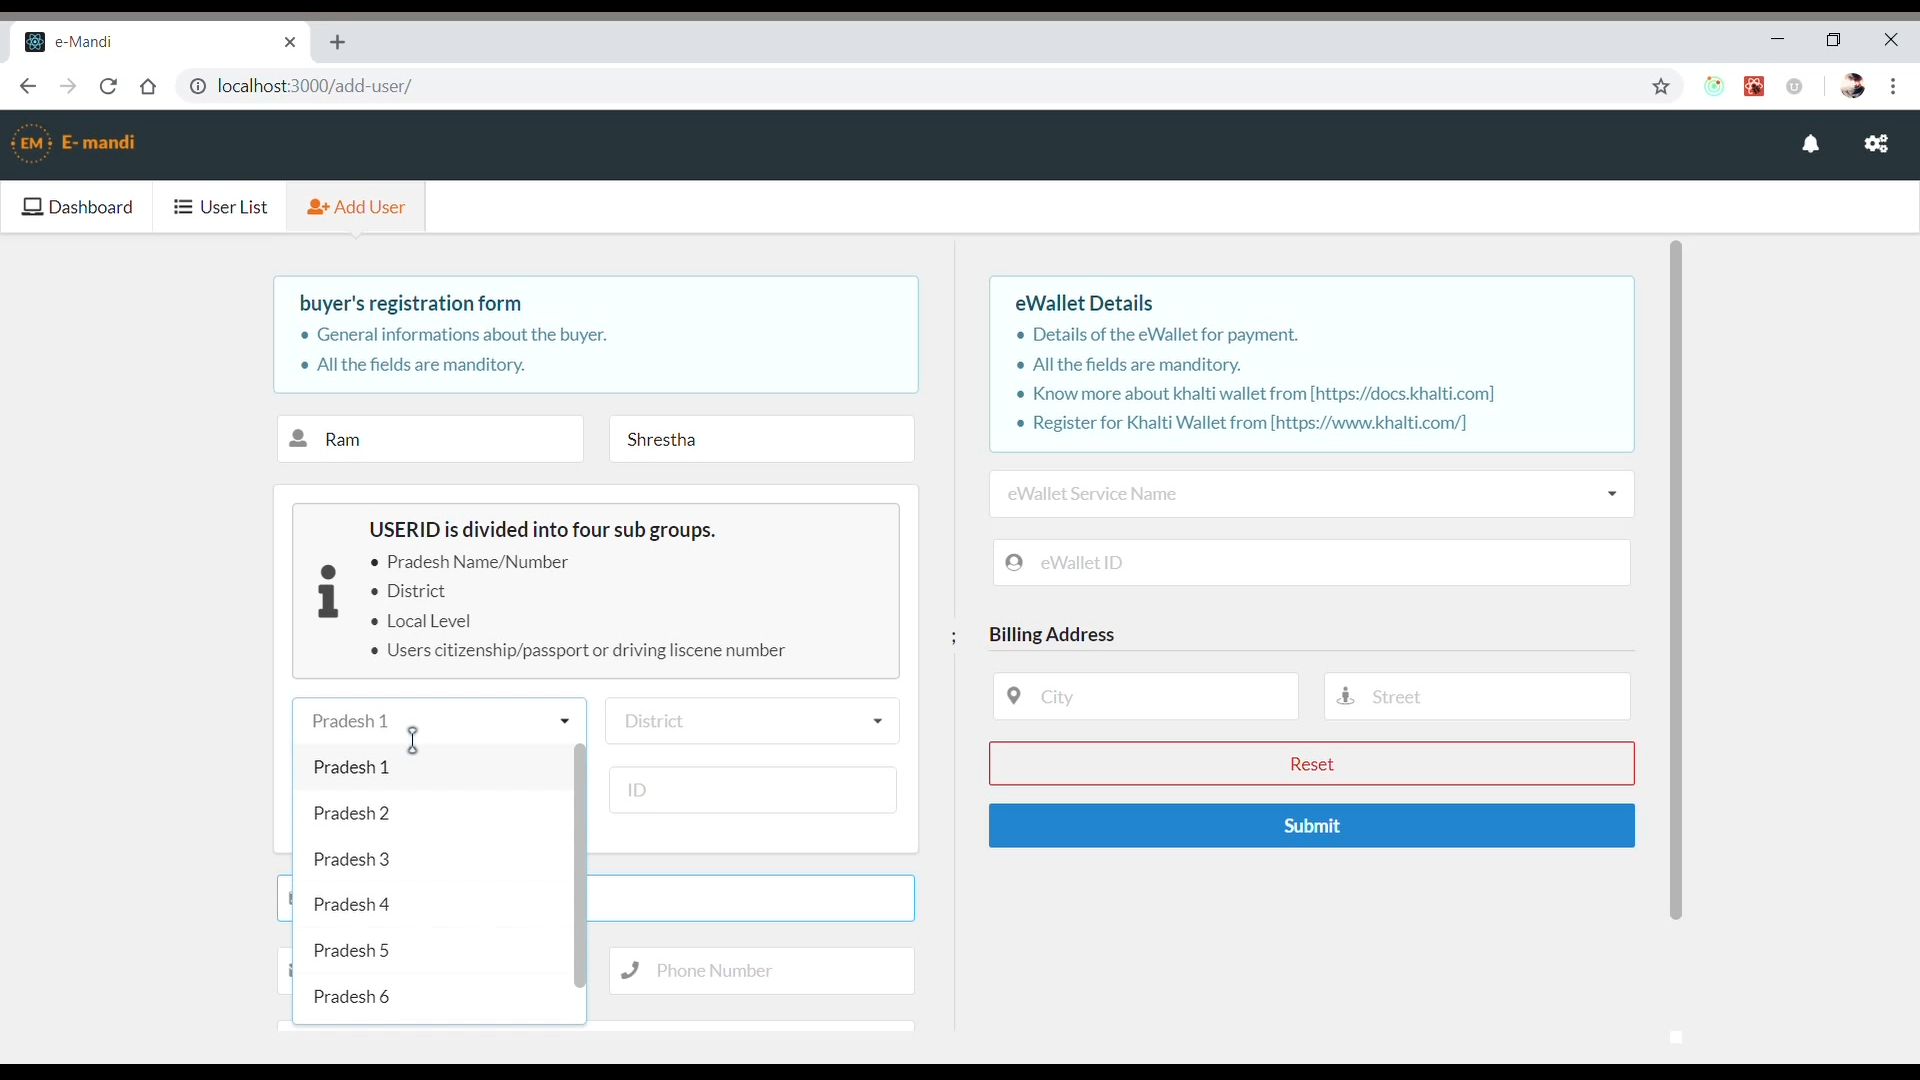 e-Mandi
localhost:3000/add-user/
EM E- mandi
Dashboard User List Add User
buyer's registration form
• General informations about the buyer.
• All the fields are manditory.
Ram Shrestha
USERID is divided into four sub groups.
• Pradesh Name/Number
• District
• Local Level
• Users citizenship/passport or driving liscene number
Pradesh 1 District
Pradesh 1
ID
Pradesh 2
Pradesh 3
Pradesh 4
Pradesh 5
Phone Number
Pradesh 6
;
eWallet Details
• Details of the eWallet for payment.
• All the fields are manditory.
• Know more about khalti wallet from [https://docs.khalti.com]
• Register for Khalti Wallet from [https://www.khalti.com/]
eWallet Service Name
eWallet ID
Billing Address
City Street
Reset
Submit